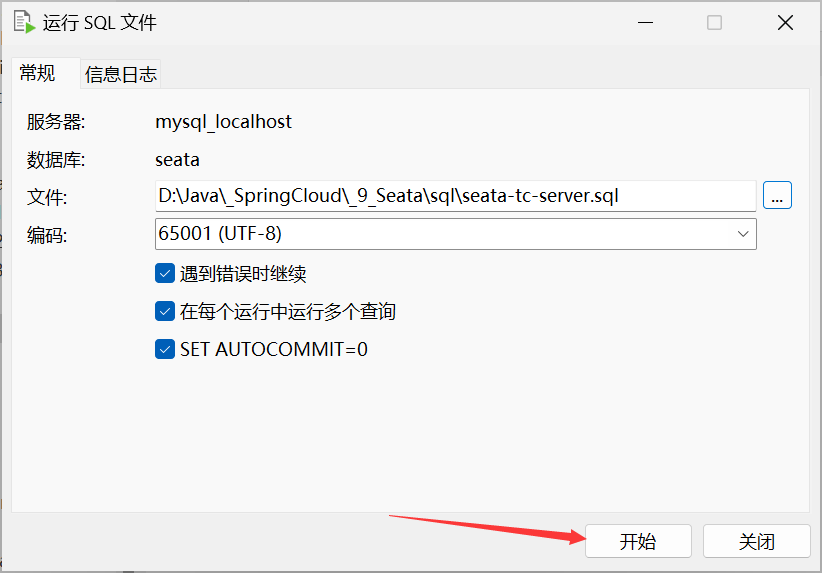 运行 SQL 文件
常规 信息日志
服务器: mysql_localhost
数据库: seata
文件: D:\Java\_SpringCloud\_9_Seata\sql\seata-tc-server.sql ...
编码: 65001 (UTF-8)
遇到错误时继续
在每个运行中运行多个查询
SET AUTOCOMMIT=0
开始 关闭